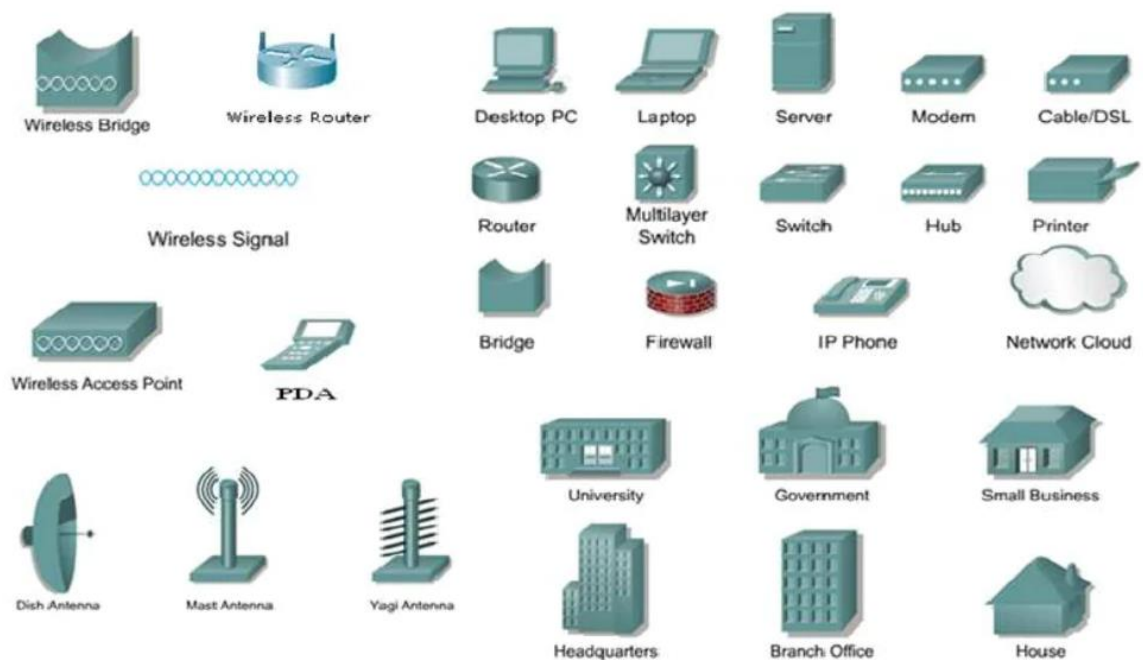 Wireless Bridge
Wireless Router
Desktop PC
Laptop
Server
Modem
Cable/DSL
Wireless Signal
Router
Multilayer
Switch
Switch
Hub
Printer
Bridge
Firewall
IP Phone
Network Cloud
Wireless Access Point
PDA
University
Government
Small Business
Dish Antenna
Mast Antenna
Yagi Antenna
Headquarters
Branch Office
House